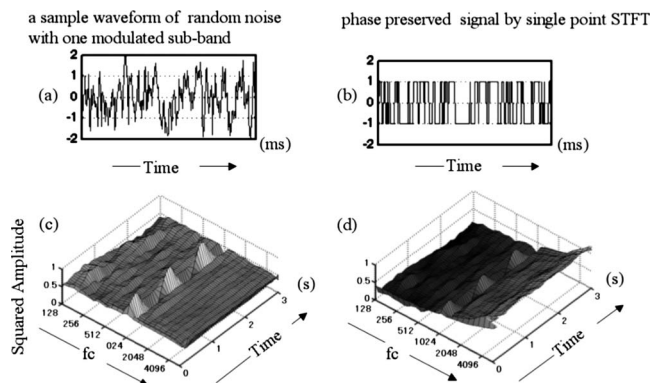 a sample waveform of random noise
with one modulated sub-band
phase preserved signal by single point STFT
(a)
2
1
0
-1
-2
(ms)
Time
(b)
2
1
0
-1
-2
(ms)
Time
(c)
Squared Amplitude
1
0.5
0
128
256
512
024
2048
4096
fc
0
1
2
3
(s)
Time
(d)
1
0.5
0
128
256
512
1024
2048
4096
fc
0
1
2
3
(s)
Time